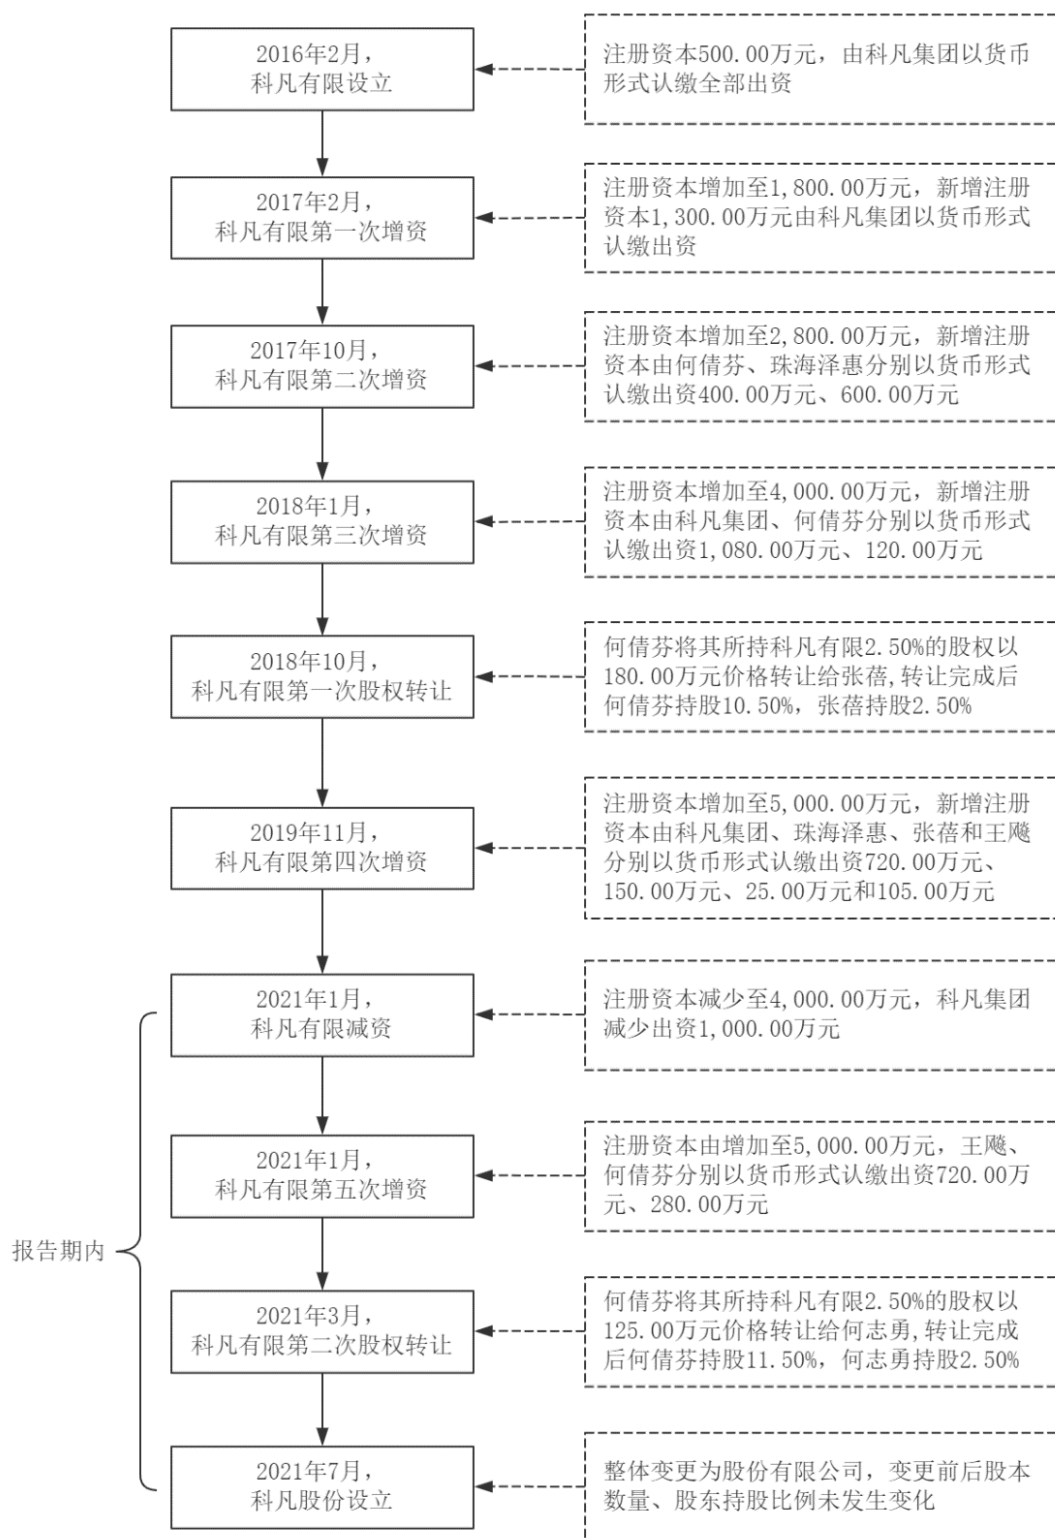 2016年2月，
科凡有限设立
注册资本500.00万元，由科凡集团以货币
形式认缴全部出资
2017年2月，
科凡有限第一次增资
注册资本增加至1,800.00万元，新增注册
资本1,300.00万元由科凡集团以货币形式
认缴出资
2017年10月，
科凡有限第二次增资
注册资本增加至2,800.00万元，新增注册
资本由何倩芬、珠海泽惠分别以货币形式
认缴出资400.00万元、600.00万元
2018年1月，
科凡有限第三次增资
注册资本增加至4,000.00万元，新增注册
资本由科凡集团、何倩芬分别以货币形式
认缴出资1,080.00万元、120.00万元
2018年10月，
科凡有限第一次股权转让
何倩芬将其所持科凡有限2.50%的股权以
180.00万元价格转让给张蓓,转让完成后
何倩芬持股10.50%，张蓓持股2.50%
2019年11月，
科凡有限第四次增资
注册资本增加至5,000.00万元，新增注册
资本由科凡集团、珠海泽惠、张蓓和王飚
分别以货币形式认缴出资720.00万元、
150.00万元、25.00万元和105.00万元
2021年1月，
科凡有限减资
注册资本减少至4,000.00万元，科凡集团
减少出资1,000.00万元
2021年1月，
科凡有限第五次增资
注册资本由增加至5,000.00万元，王飚、
何倩芬分别以货币形式认缴出资720.00万
元、280.00万元
报告期内
2021年3月，
科凡有限第二次股权转让
何倩芬将其所持科凡有限2.50%的股权以
125.00万元价格转让给何志勇,转让完成
后何倩芬持股11.50%，何志勇持股2.50%
2021年7月，
科凡股份设立
整体变更为股份有限公司，变更前后股本
数量、股东持股比例未发生变化